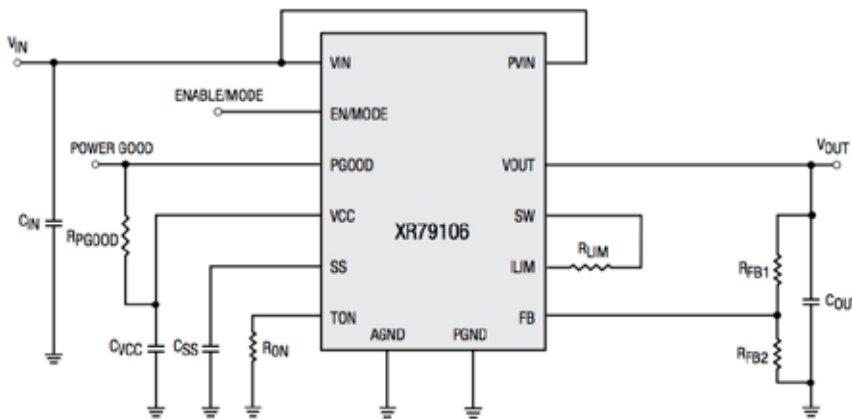 VIN
VIN
PVIN
ENABLE/MODE
EN/MODE
POWER GOOD
PGOOD
VOUT
VOUT
CIN
RPGOOD
VCC
SW
XR79106
RLIM
SS
ILIM
RFB1
TON
FB
COUT
CVCC
CSS
RON
AGND
PGND
RFB2